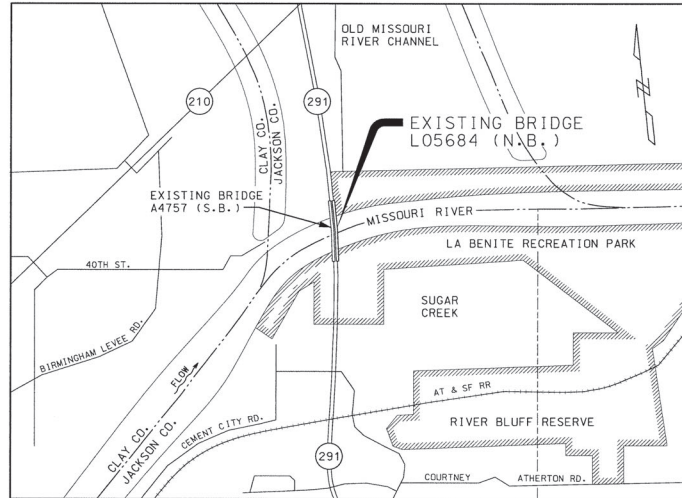 OLD MISSOURI
RIVER CHANNEL
210
291
CLAY CO.
JACKSON CO.
EXISTING BRIDGE
L05684 (N.B.)
N
EXISTING BRIDGE
A4757 (S.B.)
MISSOURI RIVER
LA BENITE RECREATION PARK
40TH ST.
SUGAR
CREEK
BIRMINGHAM LEVEE RD.
FLOW
AT & SF RR
CLAY CO.
JACKSON CO.
CEMENT CITY RD.
RIVER BLUFF RESERVE
291
COURTNEY
ATHERTON RD.